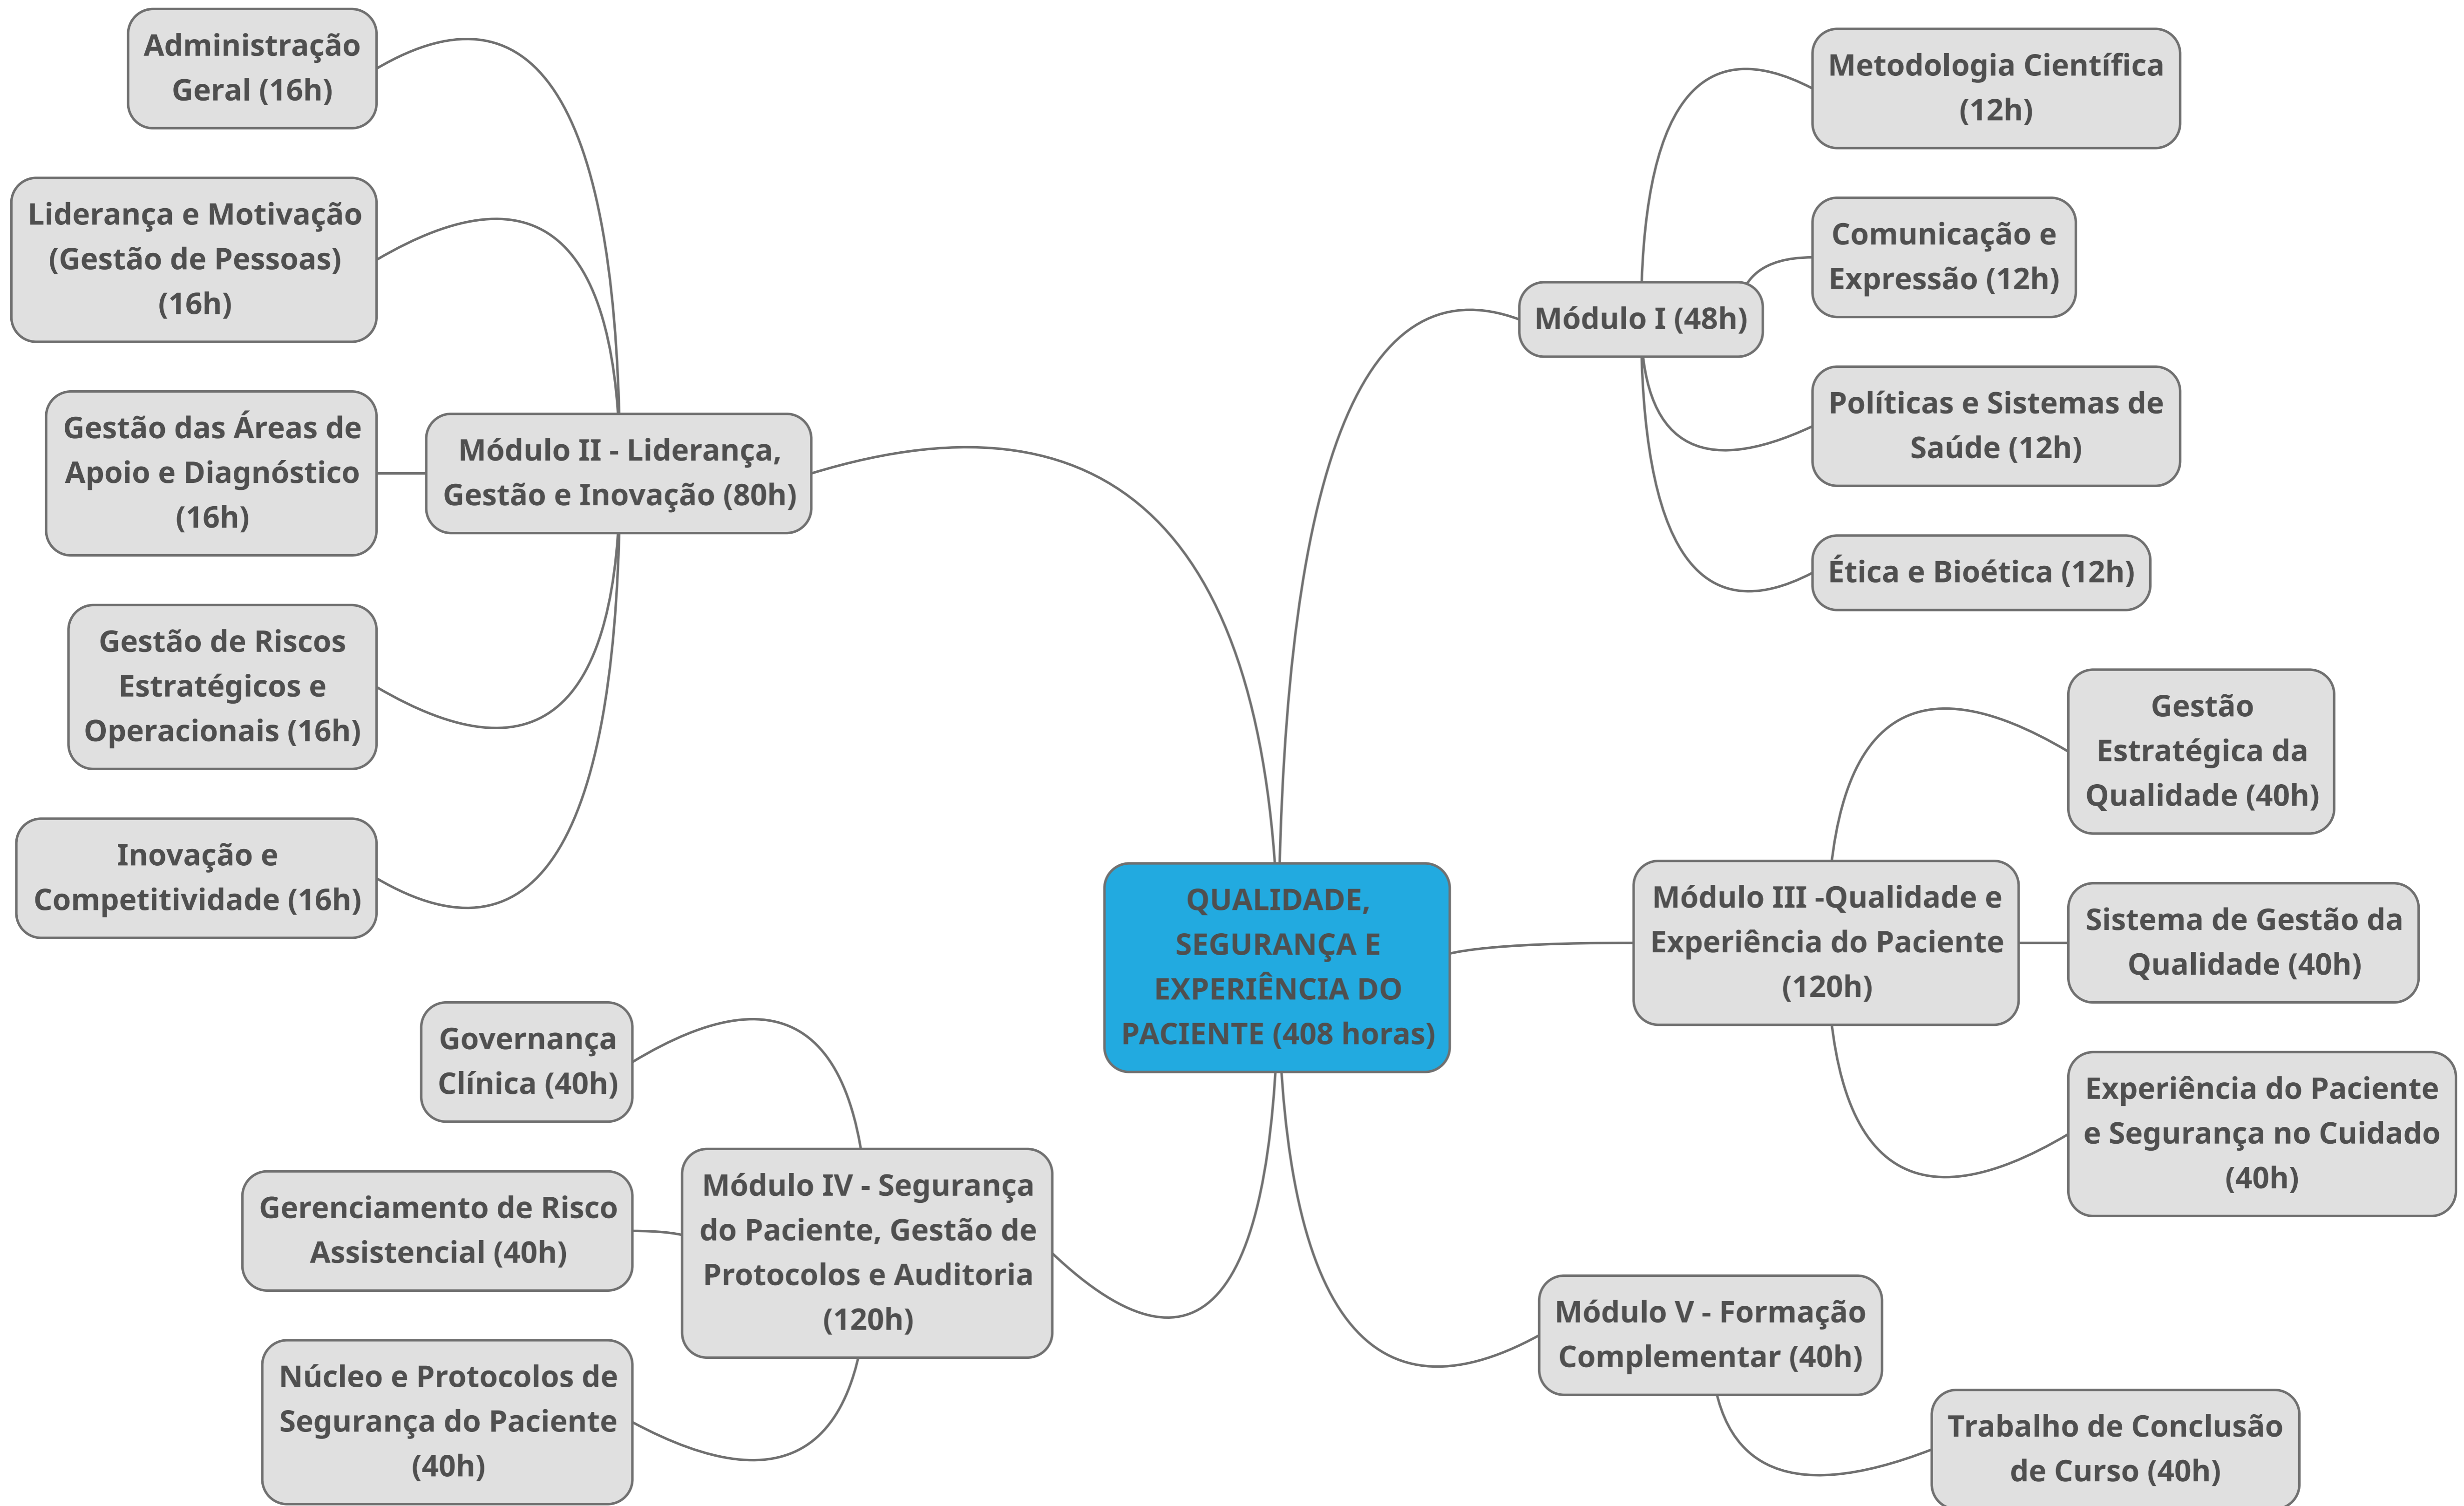 QUALIDADE,
SEGURANÇA E
EXPERIÊNCIA DO
PACIENTE (408 horas)
Módulo I (48h)
Metodologia Científica
(12h)
Comunicação e
Expressão (12h)
Políticas e Sistemas de
Saúde (12h)
Ética e Bioética (12h)
Módulo II - Liderança,
Gestão e Inovação (80h)
Administração
Geral (16h)
Liderança e Motivação
(Gestão de Pessoas)
(16h)
Gestão das Áreas de
Apoio e Diagnóstico
(16h)
Gestão de Riscos
Estratégicos e
Operacionais (16h)
Inovação e
Competitividade (16h)
Módulo III -Qualidade e
Experiência do Paciente
(120h)
Gestão
Estratégica da
Qualidade (40h)
Sistema de Gestão da
Qualidade (40h)
Experiência do Paciente
e Segurança no Cuidado
(40h)
Módulo IV - Segurança
do Paciente, Gestão de
Protocolos e Auditoria
(120h)
Governança
Clínica (40h)
Gerenciamento de Risco
Assistencial (40h)
Núcleo e Protocolos de
Segurança do Paciente
(40h)
Módulo V - Formação
Complementar (40h)
Trabalho de Conclusão
de Curso (40h)